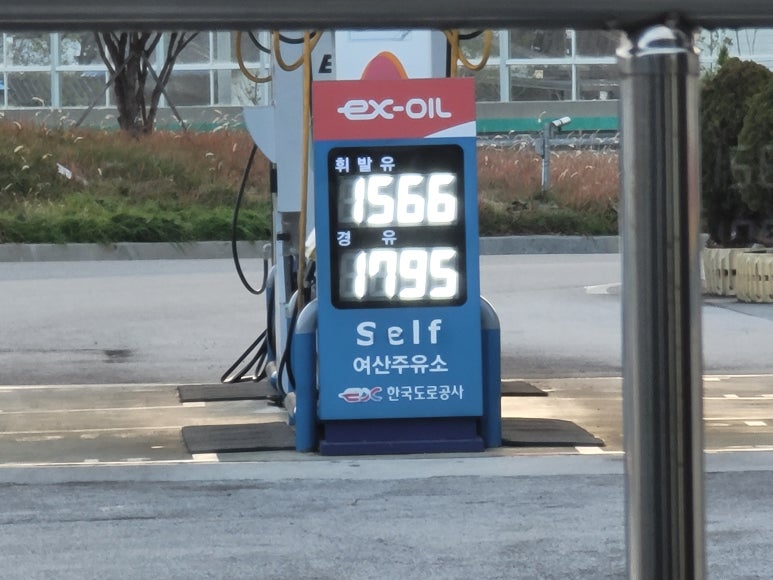 E
ex-OIL
휘발유
1566
경유
1795
Self
여산주유소
ex 한국도로공사